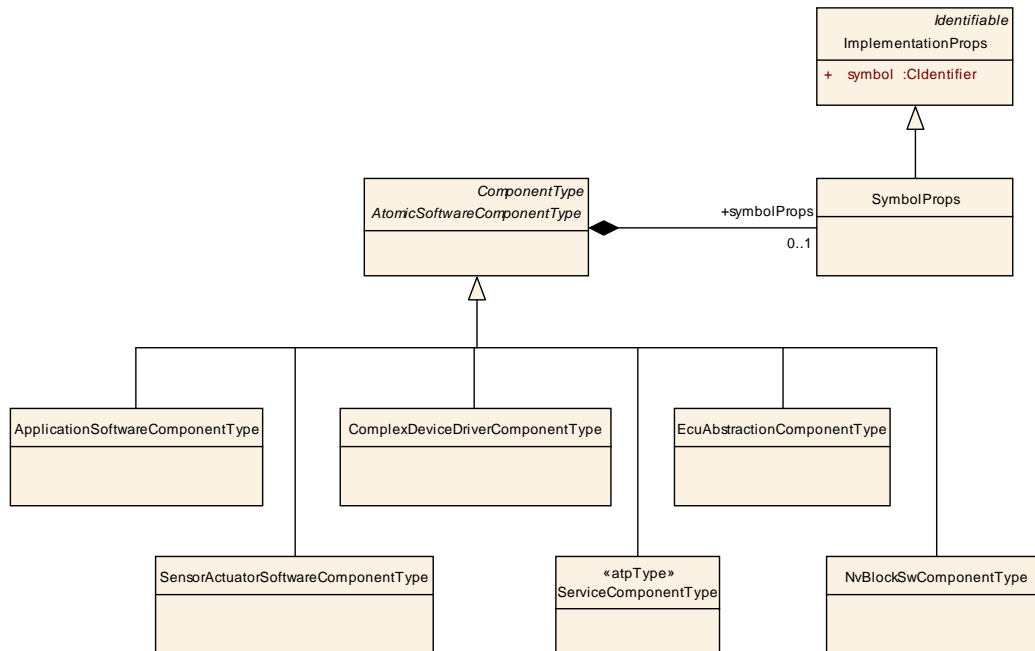 Identifiable
ImplementationProps
+ symbol :CIdentifier
ComponentType
AtomicSoftwareComponentType
+symbolProps
0..1
SymbolProps
ApplicationSoftwareComponentType
ComplexDeviceDriverComponentType
EcuAbstractionComponentType
SensorActuatorSoftwareComponentType
«atpType»
ServiceComponentType
NvBlockSwComponentType